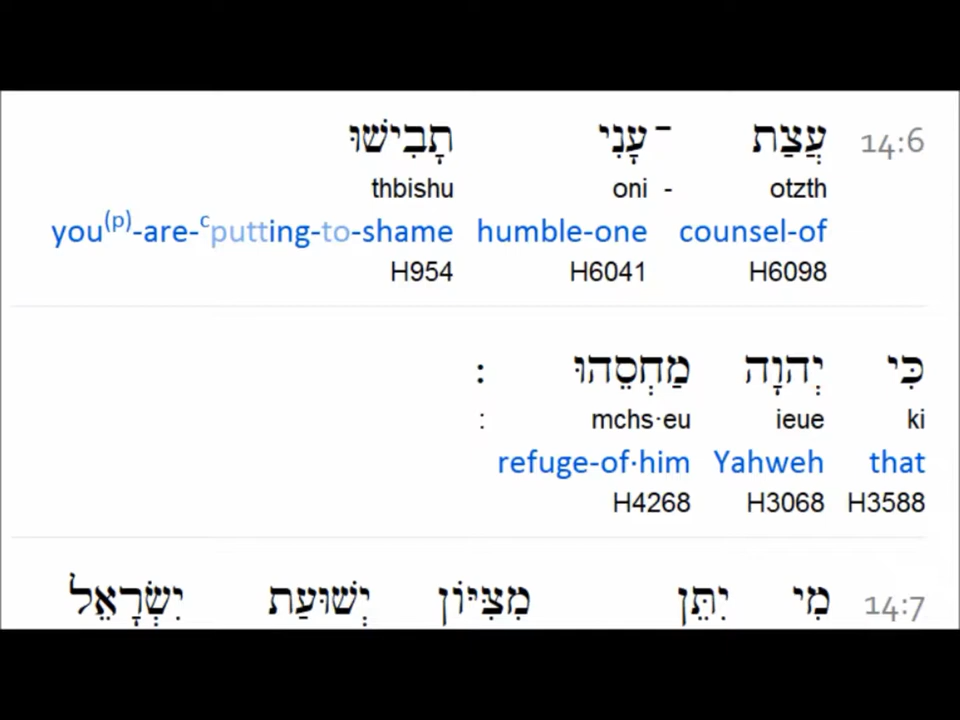 14:6 עֲצַת ־ עָנִי תָבִישׁוּ
otzth - oni thbishu
counsel-of humble-one you(p)-are-cputting-to-shame
H6098 H6041 H954
כִּי יְהוָה מַחְסֵהוּ :
ki ieue mchs·eu :
that Yahweh refuge-of·him
H3588 H3068 H4268
14:7 מִי יִתֵּן מִצִּיּוֹן יְשׁוּעַת יִשְׂרָאֵל